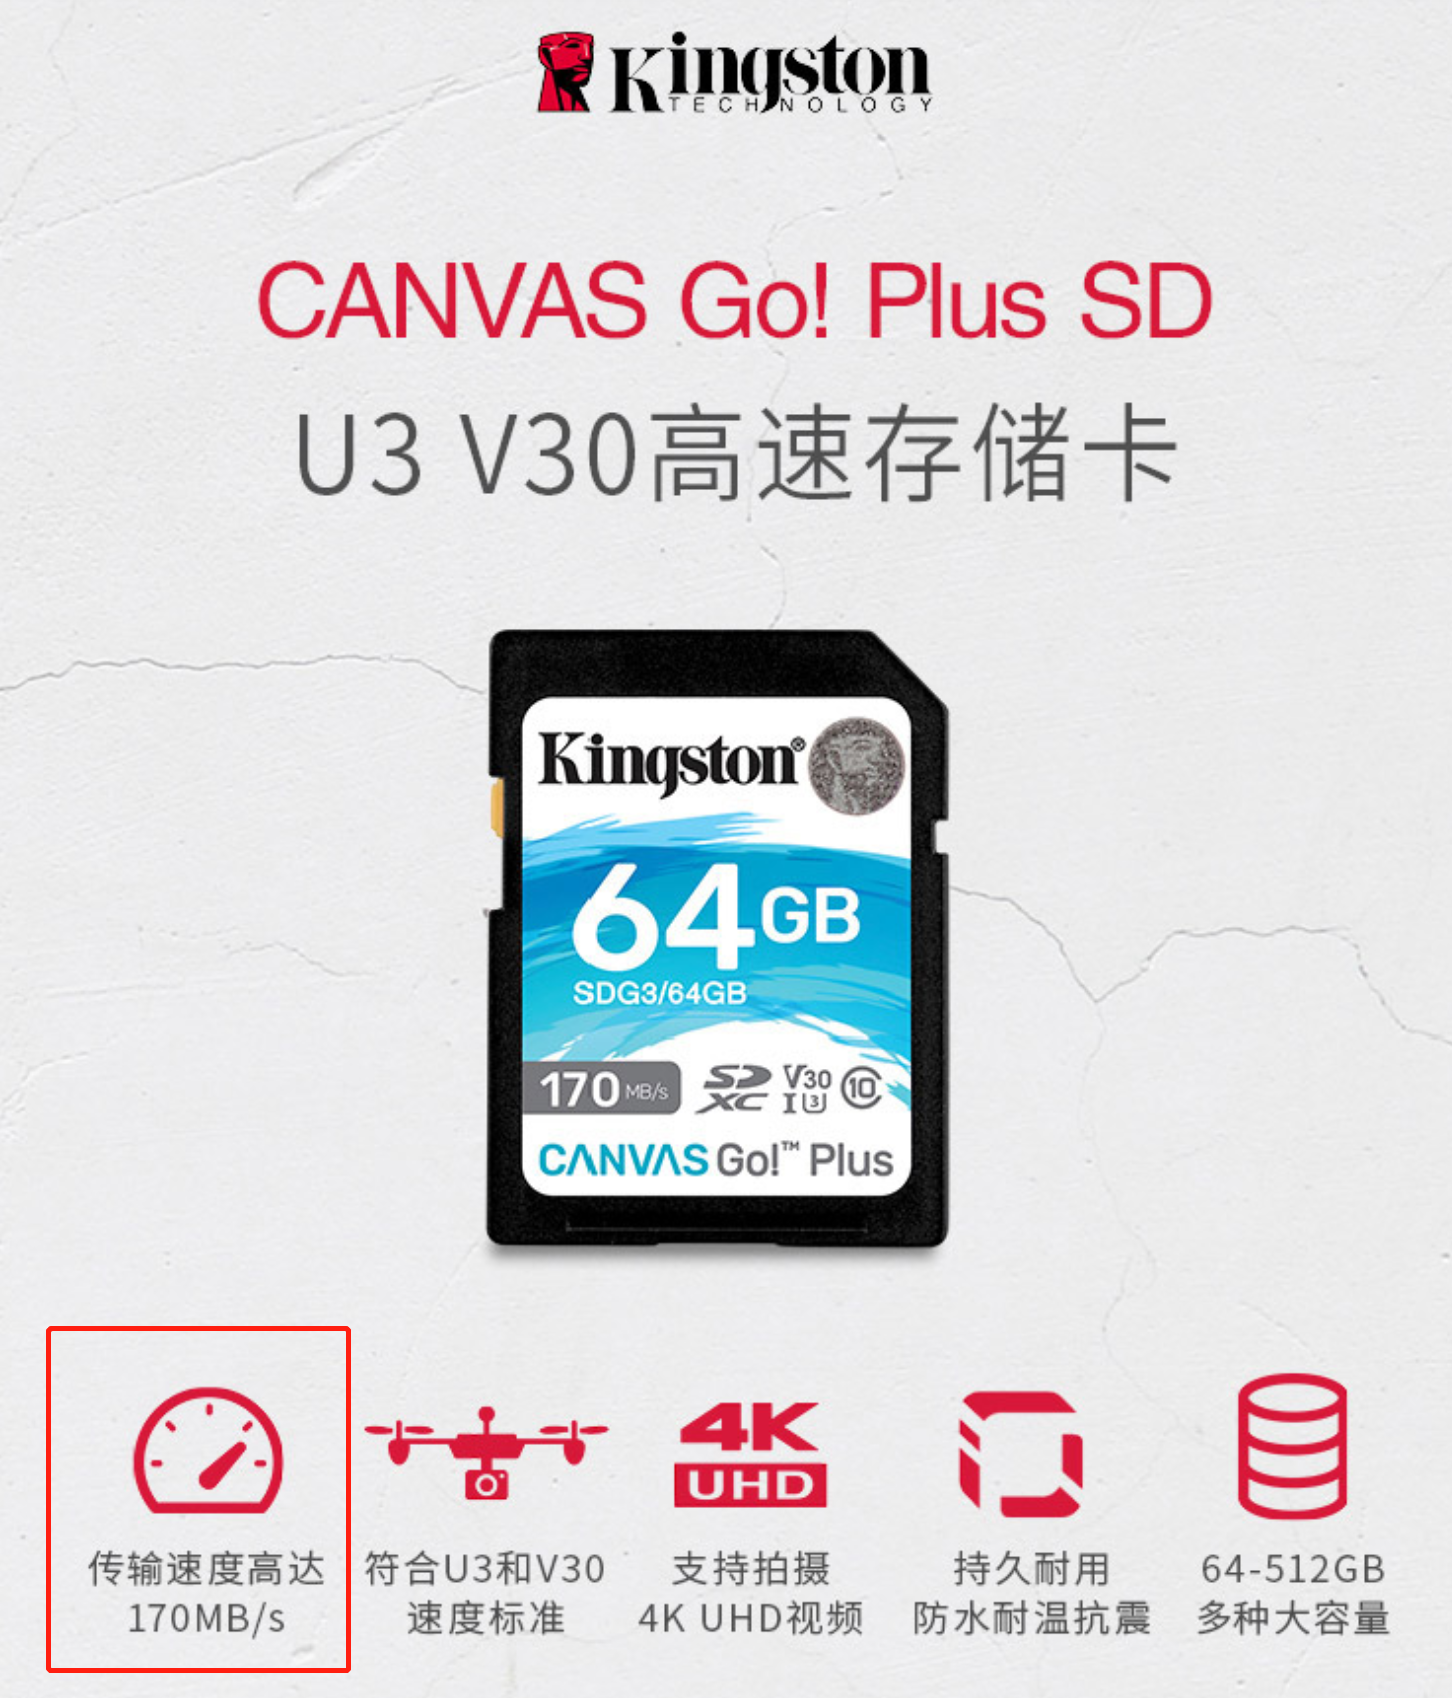 Kingston
TECHNOLOGY
CANVAS Go! Plus SD
U3 V30高速存储卡
Kingston®
64GB
SDG3/64GB
170 MB/s SD XC V30 I U3 10
CANVAS Go!™ Plus
传输速度高达
170MB/s
符合U3和V30
速度标准
4K
UHD
支持拍摄
4K UHD视频
持久耐用
防水耐温抗震
64-512GB
多种大容量